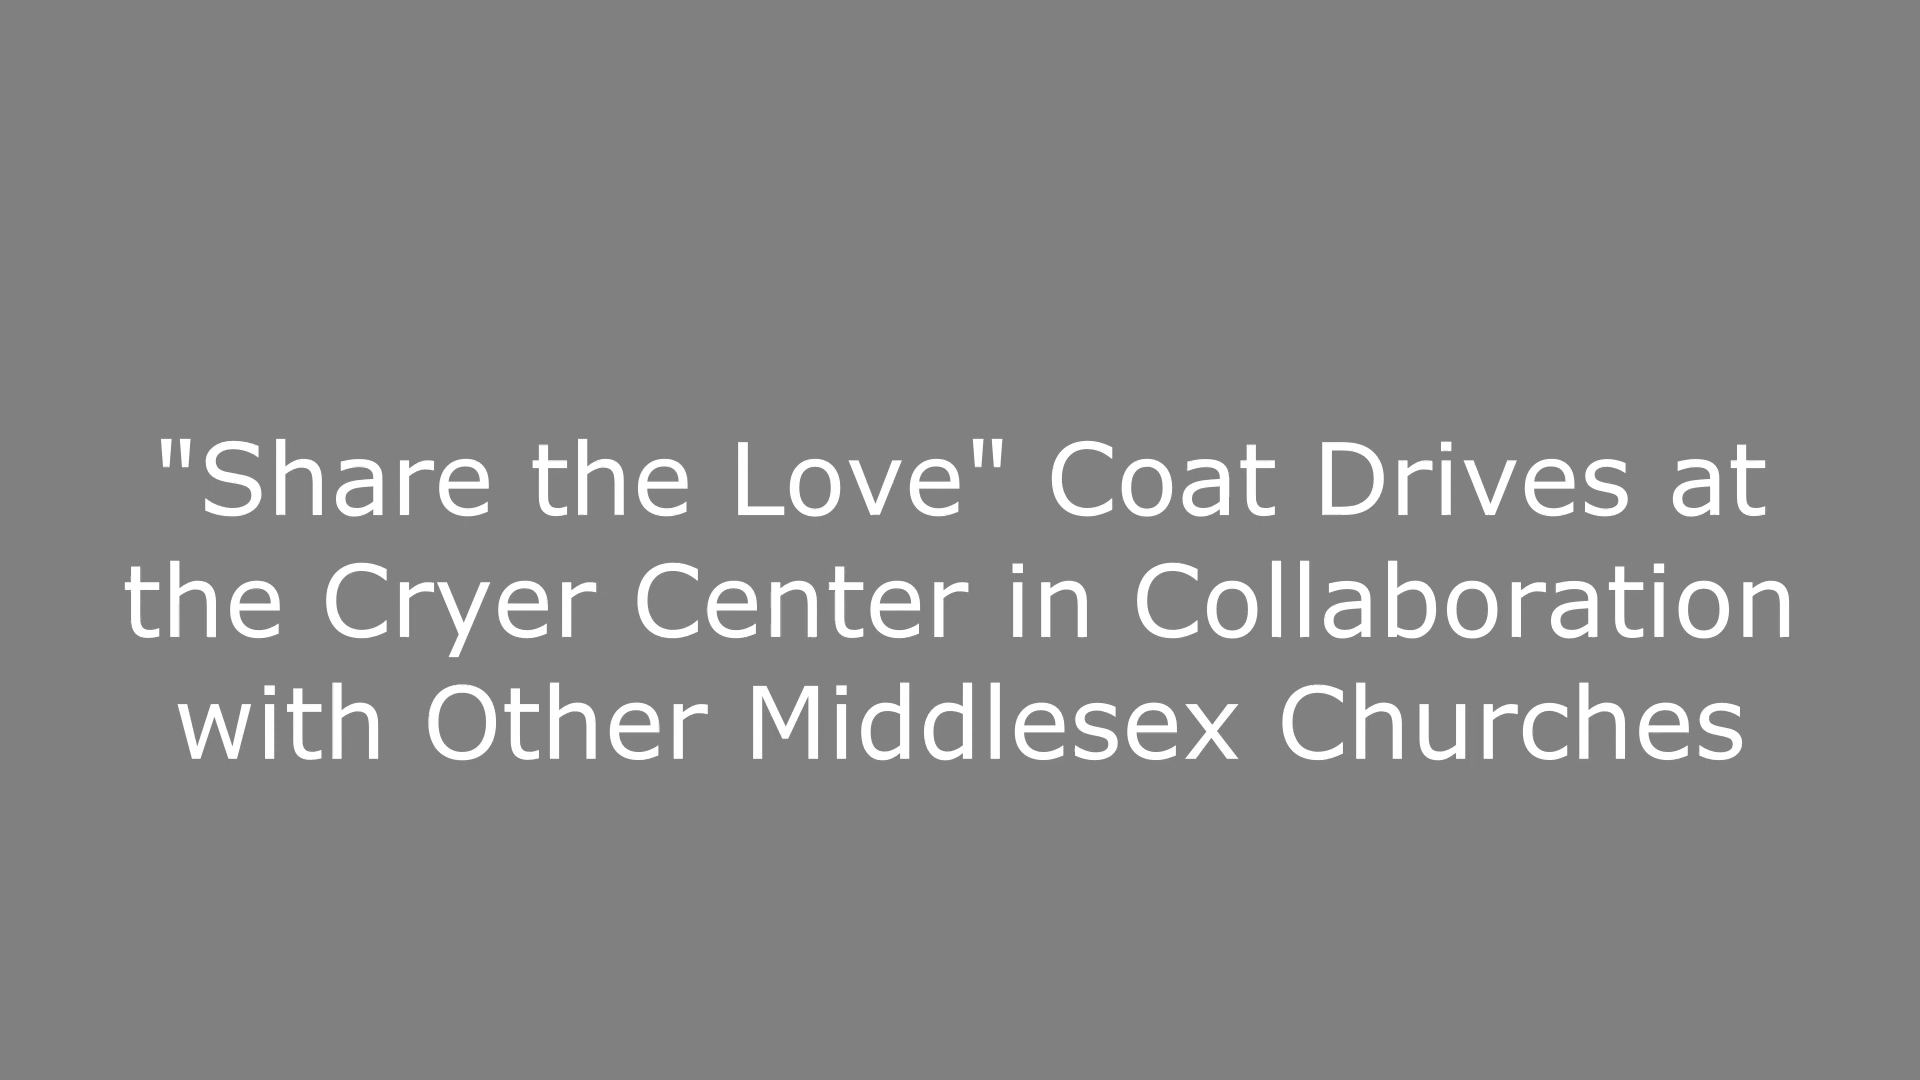 "Share the Love" Coat Drives at
the Cryer Center in Collaboration
with Other Middlesex Churches